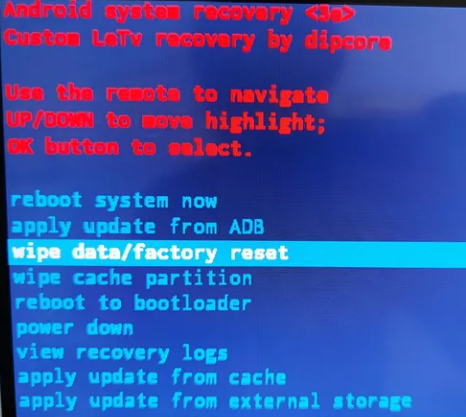 Android system recovery <3e>
Custom LeTv recovery by dipcore
Use the remote to navigate
UP/DOWN to move highlight;
OK button to select.
reboot system now
apply update from ADB
wipe data/factory reset
wipe cache partition
reboot to bootloader
power down
view recovery logs
apply update from cache
apply update from external storage